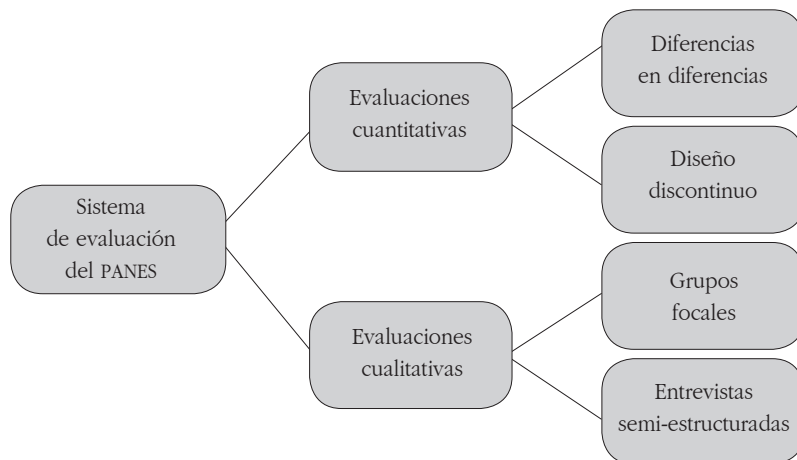 Sistema
de evaluación
del PANES
Evaluaciones
cuantitativas
Diferencias
en diferencias
Diseño
discontinuo
Evaluaciones
cualitativas
Grupos
focales
Entrevistas
semi-estructuradas